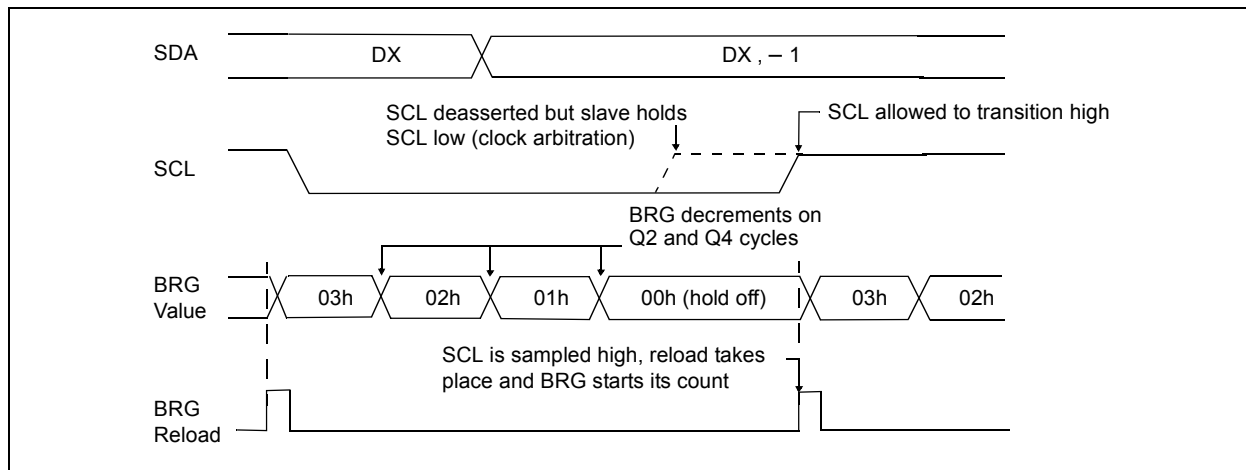 SDA
DX
DX , – 1
SCL deasserted but slave holds
SCL low (clock arbitration)
SCL allowed to transition high
SCL
BRG decrements on
Q2 and Q4 cycles
BRG
Value
03h
02h
01h
00h (hold off)
03h
02h
SCL is sampled high, reload takes
place and BRG starts its count
BRG
Reload